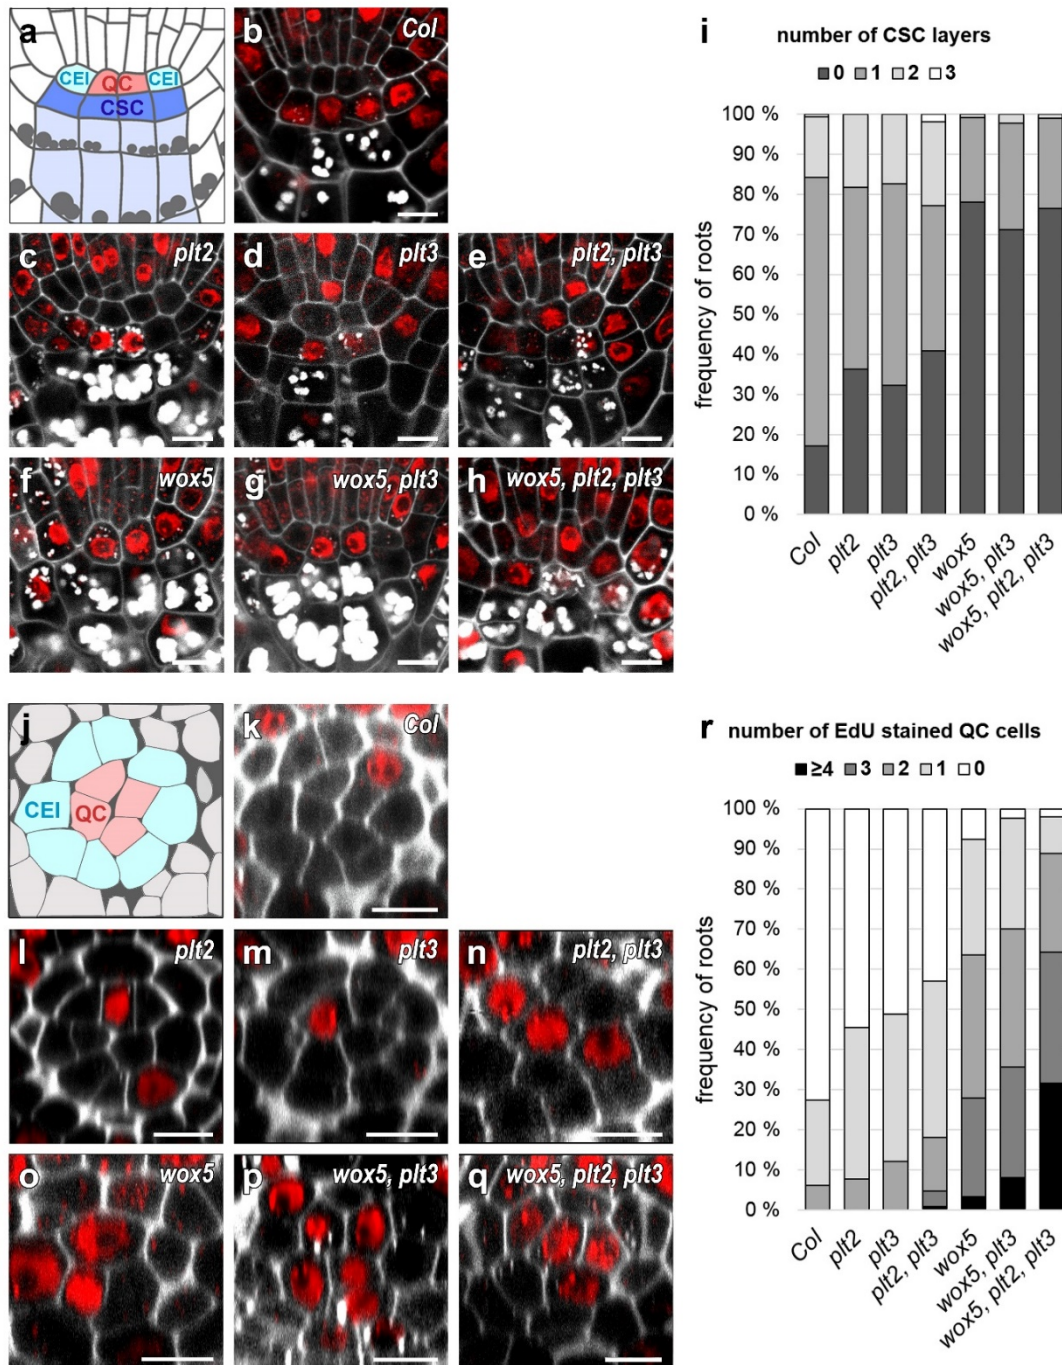 a
CEI QC CEI
CSC
b Col
c plt2
d plt3
e plt2, plt3
f wox5
g wox5, plt3
h wox5, plt2, plt3
i number of CSC layers
0 1 2 3
frequency of roots
100 %
90 %
80 %
70 %
60 %
50 %
40 %
30 %
20 %
10 %
0 %
Col
plt2
plt3
plt2, plt3
wox5
wox5, plt3
wox5, plt2, plt3
j
CEI QC
k Col
l plt2
m plt3
n plt2, plt3
o wox5
p wox5, plt3
q wox5, plt2, plt3
r number of EdU stained QC cells
≥4 3 2 1 0
frequency of roots
100 %
90 %
80 %
70 %
60 %
50 %
40 %
30 %
20 %
10 %
0 %
Col
plt2
plt3
plt2, plt3
wox5
wox5, plt3
wox5, plt2, plt3